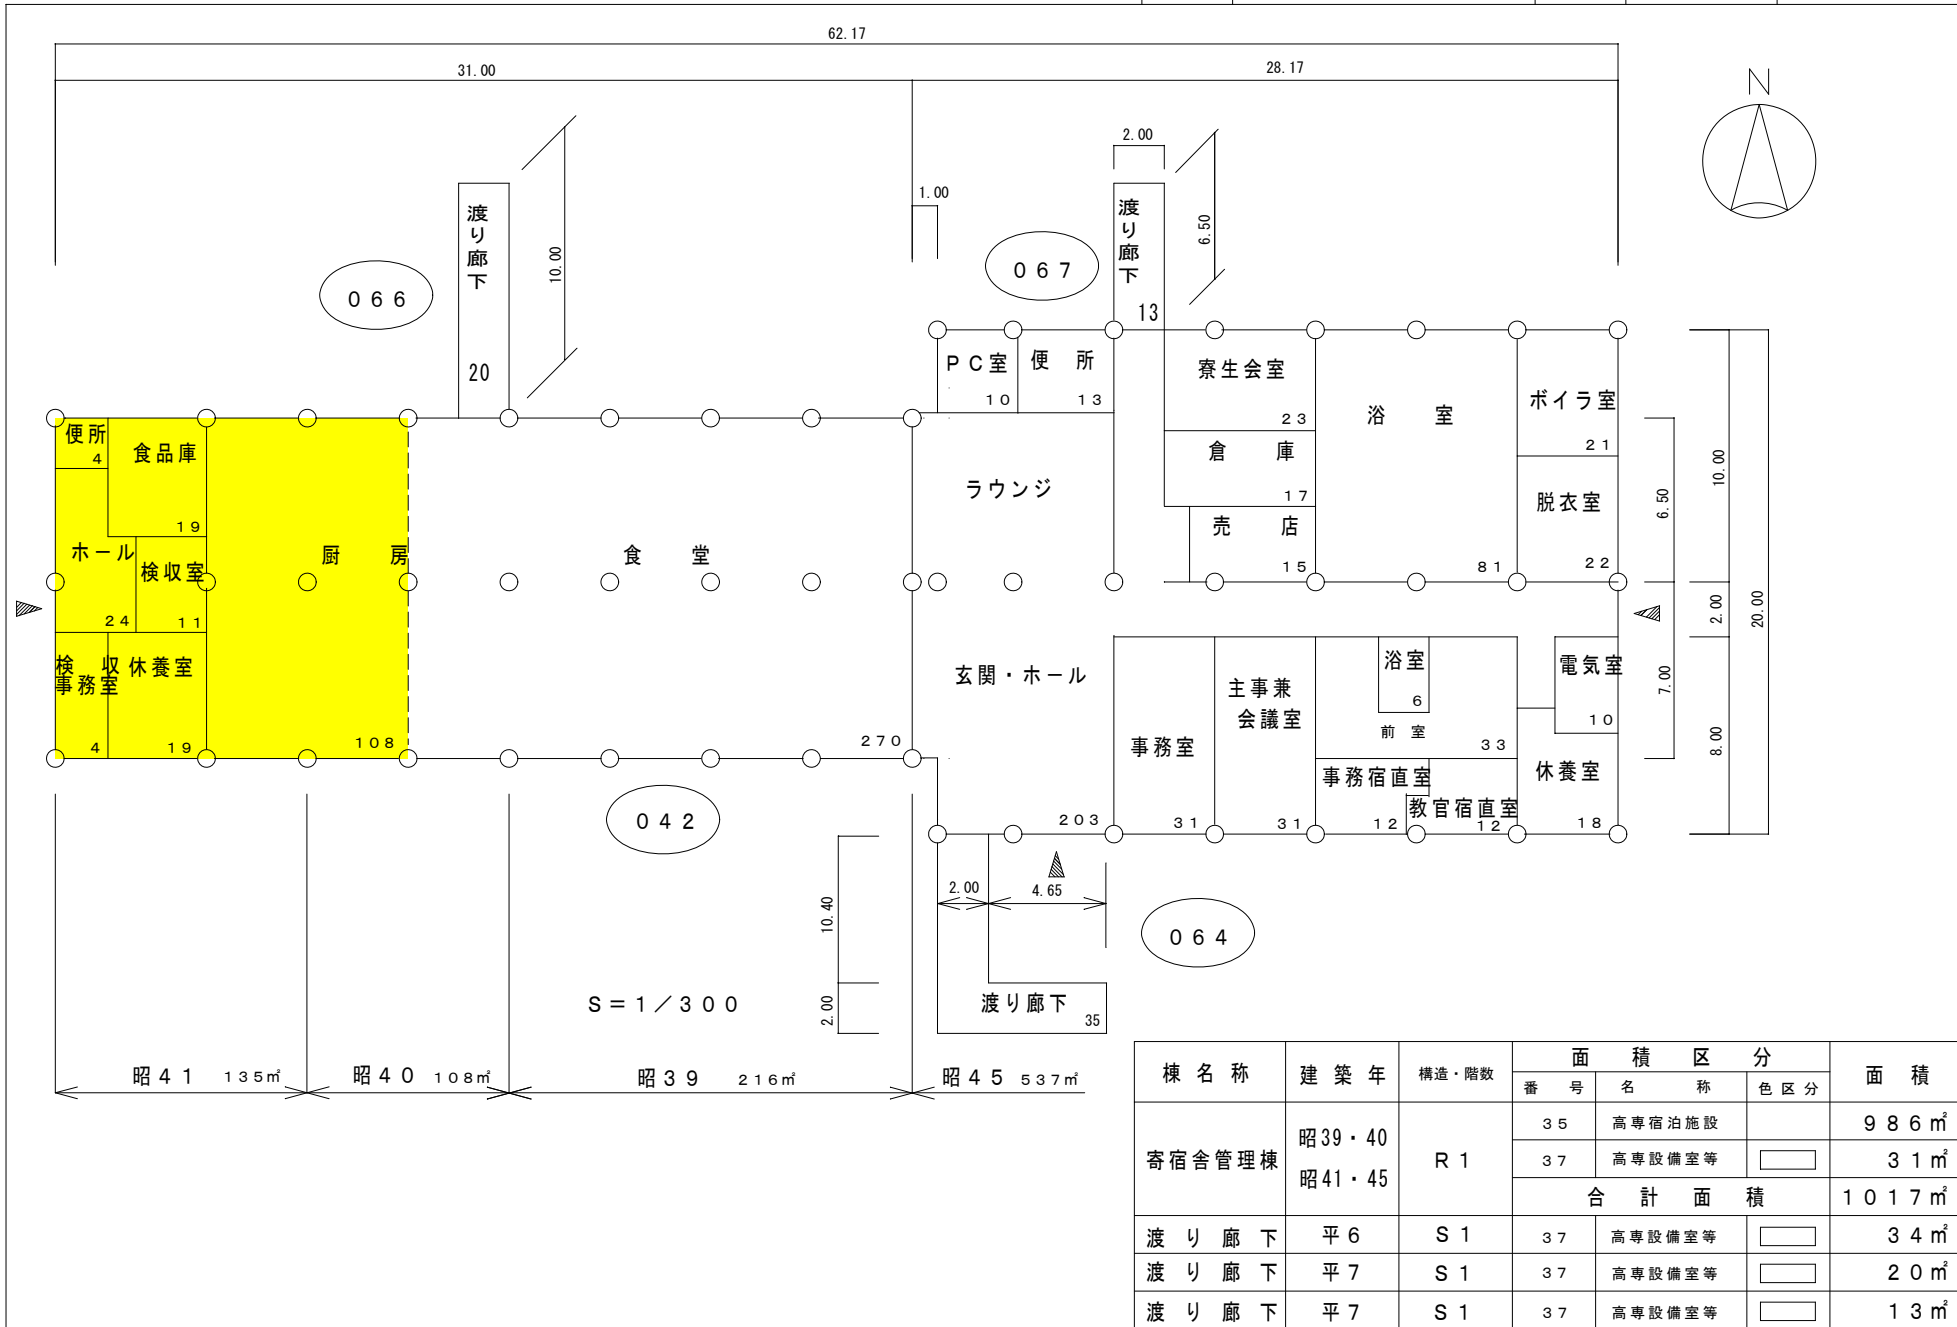 62.17
31.00
28.17
N
2.00
1.00
渡り廊下
10.00
20
渡り廊下
6.50
13
066
067
PC室
10
便 所
13
寮生会室
23
浴 室
81
ボイラ室
21
便所
4
食品庫
19
倉 庫
17
ラウンジ
脱衣室
22
売 店
15
ホール
24
検収室
11
厨 房
108
食 堂
270
6.50
10.00
2.00
20.00
7.00
8.00
検 収
事務室
4
休養室
19
玄関・ホール
203
事務室
31
主事兼
会議室
31
浴室
6
前 室
33
電気室
10
事務宿直室
12
教官宿直室
12
休養室
18
042
2.00
4.65
10.40
064
S=1/300
2.00
渡り廊下
35
昭41 135㎡
昭40 108㎡
昭39 216㎡
昭45 537㎡
棟名称 建築年 構造・階数 面積区分 面積
番号 名称 色区分
寄宿舎管理棟 昭39・40 R1 35 高専宿泊施設 986㎡
昭41・45 37 高専設備室等 31㎡
合計面積 1017㎡
渡り廊下 平6 S1 37 高専設備室等 34㎡
渡り廊下 平7 S1 37 高専設備室等 20㎡
渡り廊下 平7 S1 37 高専設備室等 13㎡